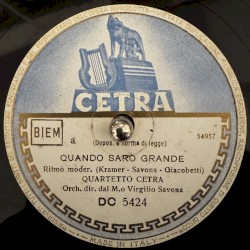 CETRA
BIEM
a
(Depos. a norma di legge)
54957
QUANDO SARÒ GRANDE
Ritmo moder. (Kramer - Savona - Giacobetti)
QUARTETTO CETRA
Orch. dir. dal M.o Virgilio Savona
DC 5424
MADE IN ITALY